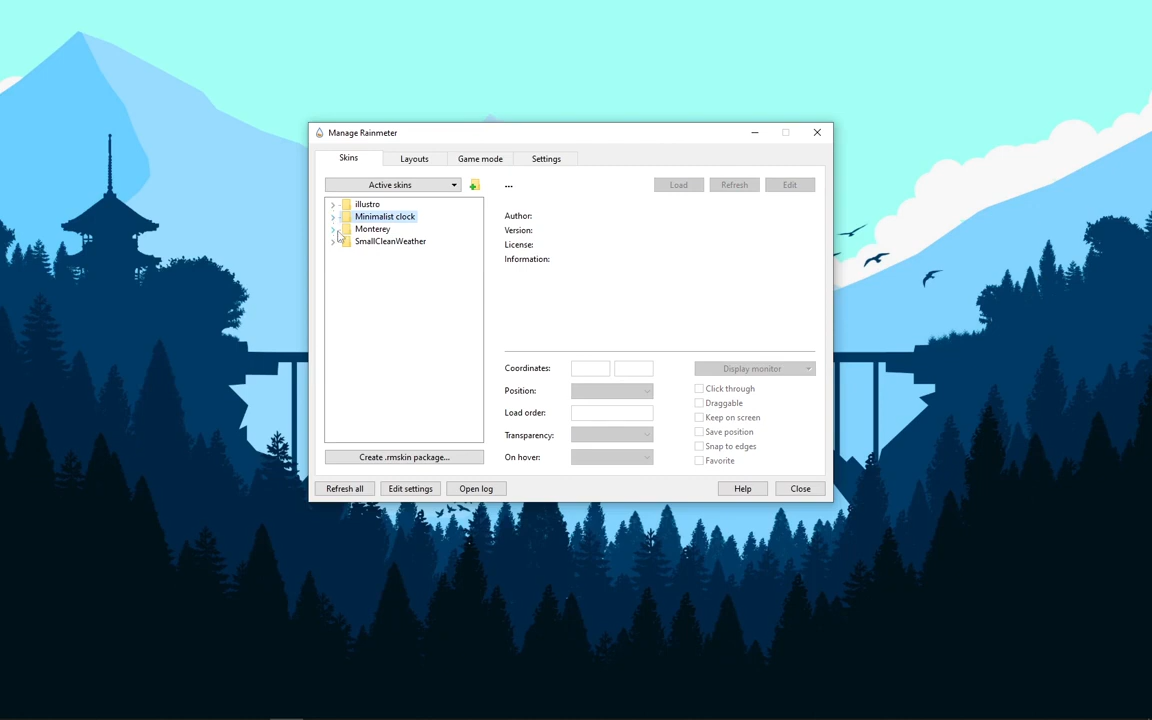 Manage Rainmeter
Skins
Layouts
Game mode
Settings
Active skins
...
Load
Refresh
Edit
illustro
Minimalist clock
Monterey
SmallCleanWeather
Author:
Version:
License:
Information:
Coordinates:
Display monitor
Position:
Click through
Draggable
Load order:
Keep on screen
Transparency:
Save position
Snap to edges
On hover:
Favorite
Create .rmskin package...
Refresh all
Edit settings
Open log
Help
Close